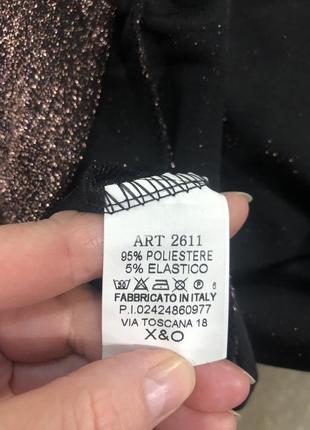 ART 2611
95% POLIESTERE
5% ELASTICO
FABBRICATO IN ITALY
P.I.02424860977
VIA TOSCANA 18
X&O